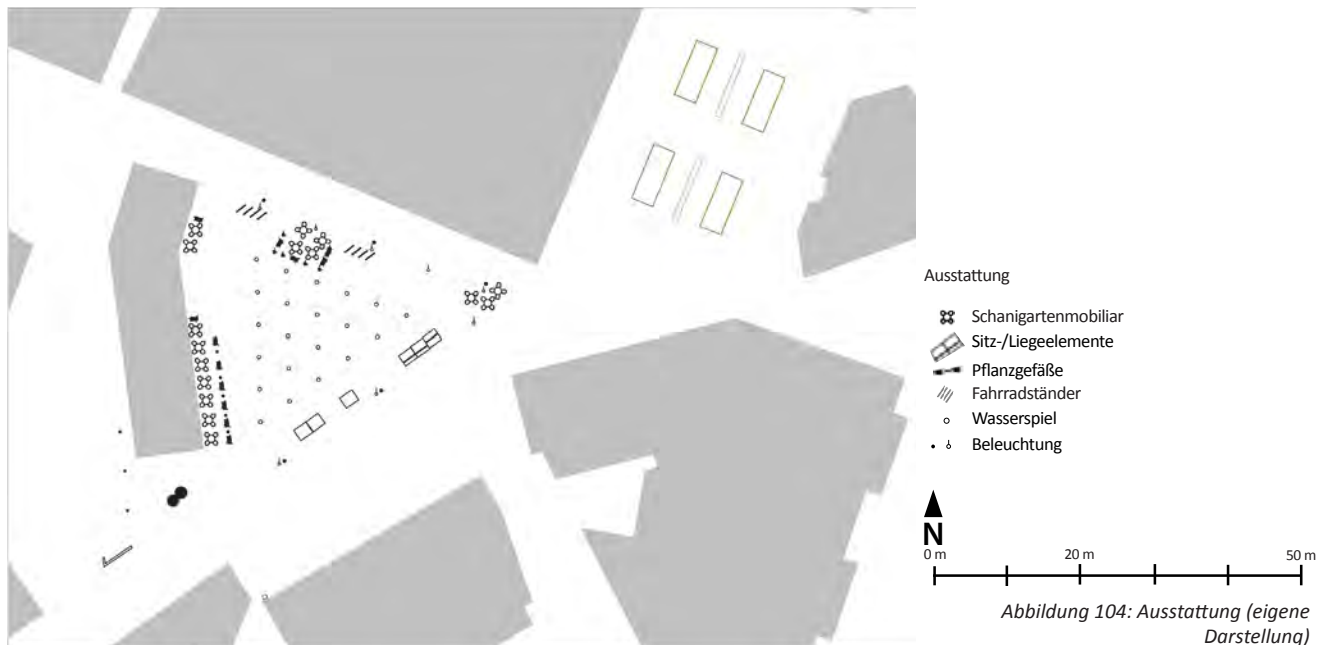 Ausstattung
Schanigartenmobiliar
Sitz-/Liegeelemente
Pflanzgefäße
Fahrradständer
Wasserspiel
Beleuchtung
N
0 m 20 m 50 m
Abbildung 104: Ausstattung (eigene
Darstellung)